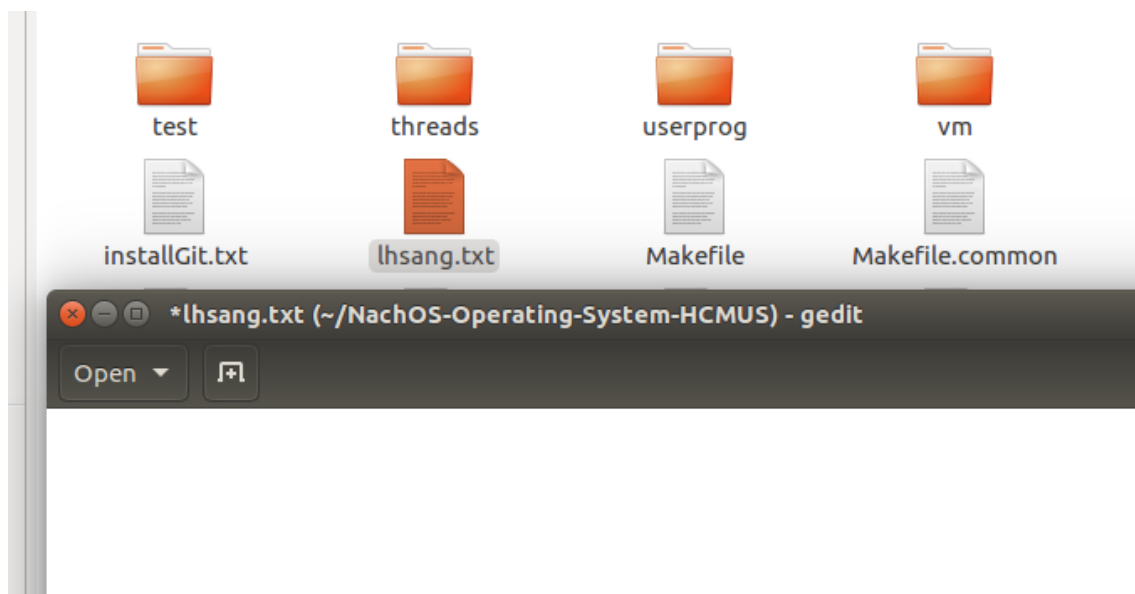 test threads userprog vm
installGit.txt lhsang.txt Makefile Makefile.common
*lhsang.txt (~/NachOS-Operating-System-HCMUS) - gedit
Open